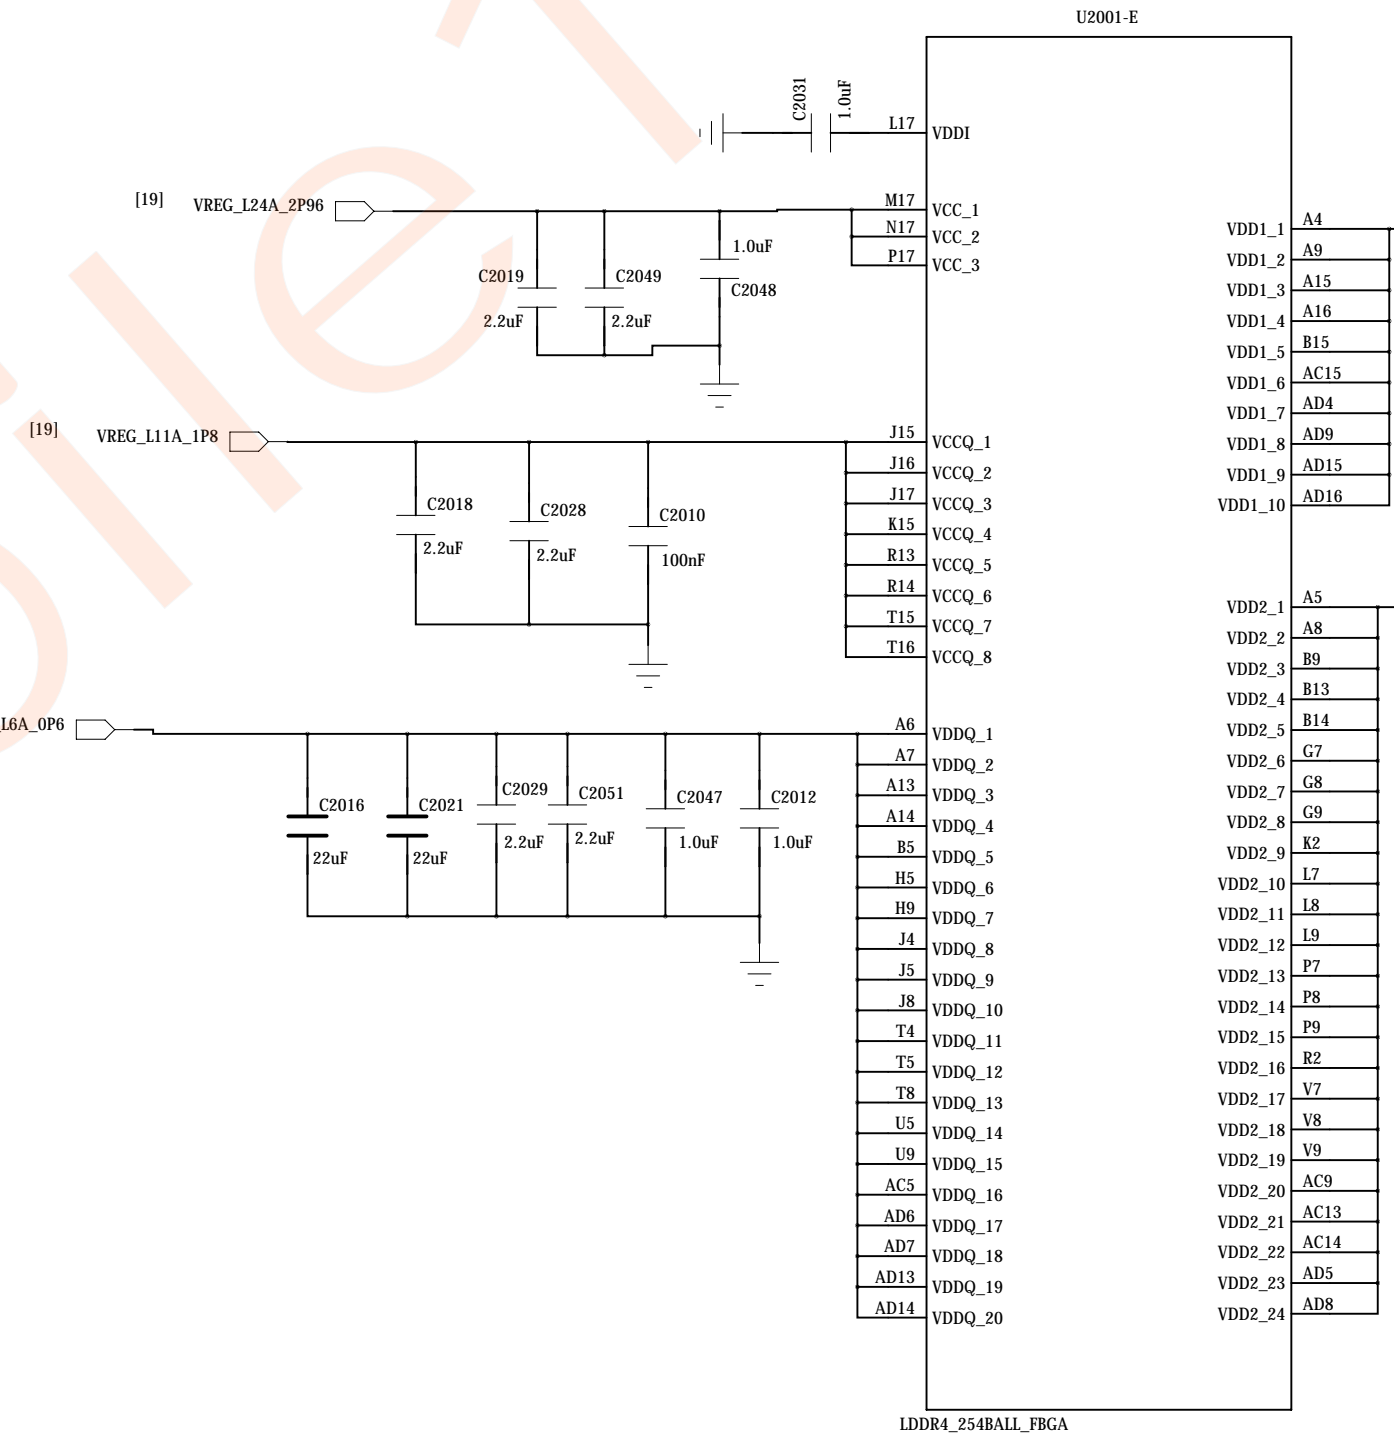 U2001-E
C2031
1.0uF
L17 VDDI
[19] VREG_L24A_2P96
M17 VCC_1
N17 VCC_2
P17 VCC_3
1.0uF
C2019 C2049 C2048
2.2uF 2.2uF
VDD1_1 A4
VDD1_2 A9
VDD1_3 A15
VDD1_4 A16
VDD1_5 B15
VDD1_6 AC15
VDD1_7 AD4
VDD1_8 AD9
VDD1_9 AD15
VDD1_10 AD16
[19] VREG_L11A_1P8
J15 VCCQ_1
J16 VCCQ_2
J17 VCCQ_3
K15 VCCQ_4
R13 VCCQ_5
R14 VCCQ_6
T15 VCCQ_7
T16 VCCQ_8
C2018 C2028 C2010
2.2uF 2.2uF 100nF
VDD2_1 A5
VDD2_2 A8
VDD2_3 B9
VDD2_4 B13
VDD2_5 B14
VDD2_6 G7
VDD2_7 G8
VDD2_8 G9
VDD2_9 K2
VDD2_10 L7
VDD2_11 L8
VDD2_12 L9
VDD2_13 P7
VDD2_14 P8
VDD2_15 P9
VDD2_16 R2
VDD2_17 V7
VDD2_18 V8
VDD2_19 V9
VDD2_20 AC9
VDD2_21 AC13
VDD2_22 AC14
VDD2_23 AD5
VDD2_24 AD8
L6A_0P6
A6 VDDQ_1
A7 VDDQ_2
A13 VDDQ_3
A14 VDDQ_4
B5 VDDQ_5
H5 VDDQ_6
H9 VDDQ_7
J4 VDDQ_8
J5 VDDQ_9
J8 VDDQ_10
T4 VDDQ_11
T5 VDDQ_12
T8 VDDQ_13
U5 VDDQ_14
U9 VDDQ_15
AC5 VDDQ_16
AD6 VDDQ_17
AD7 VDDQ_18
AD13 VDDQ_19
AD14 VDDQ_20
C2016 C2021 C2029 C2051 C2047 C2012
22uF 22uF 2.2uF 2.2uF 1.0uF 1.0uF
LDDR4_254BALL_FBGA